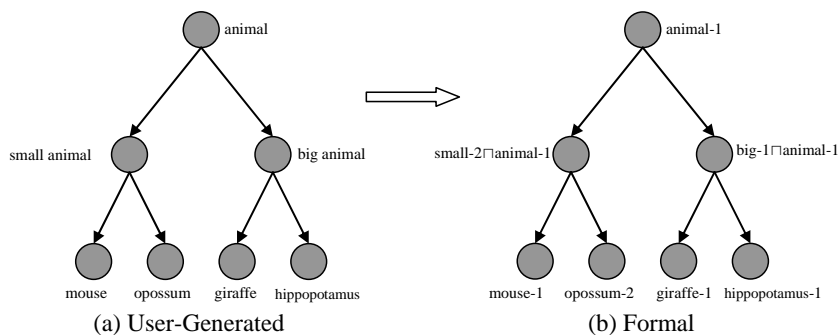 animal
animal-1
small animal
big animal
small-2⊓animal-1
big-1⊓animal-1
mouse
opossum
giraffe
hippopotamus
mouse-1
opossum-2
giraffe-1
hippopotamus-1
(a) User-Generated
(b) Formal